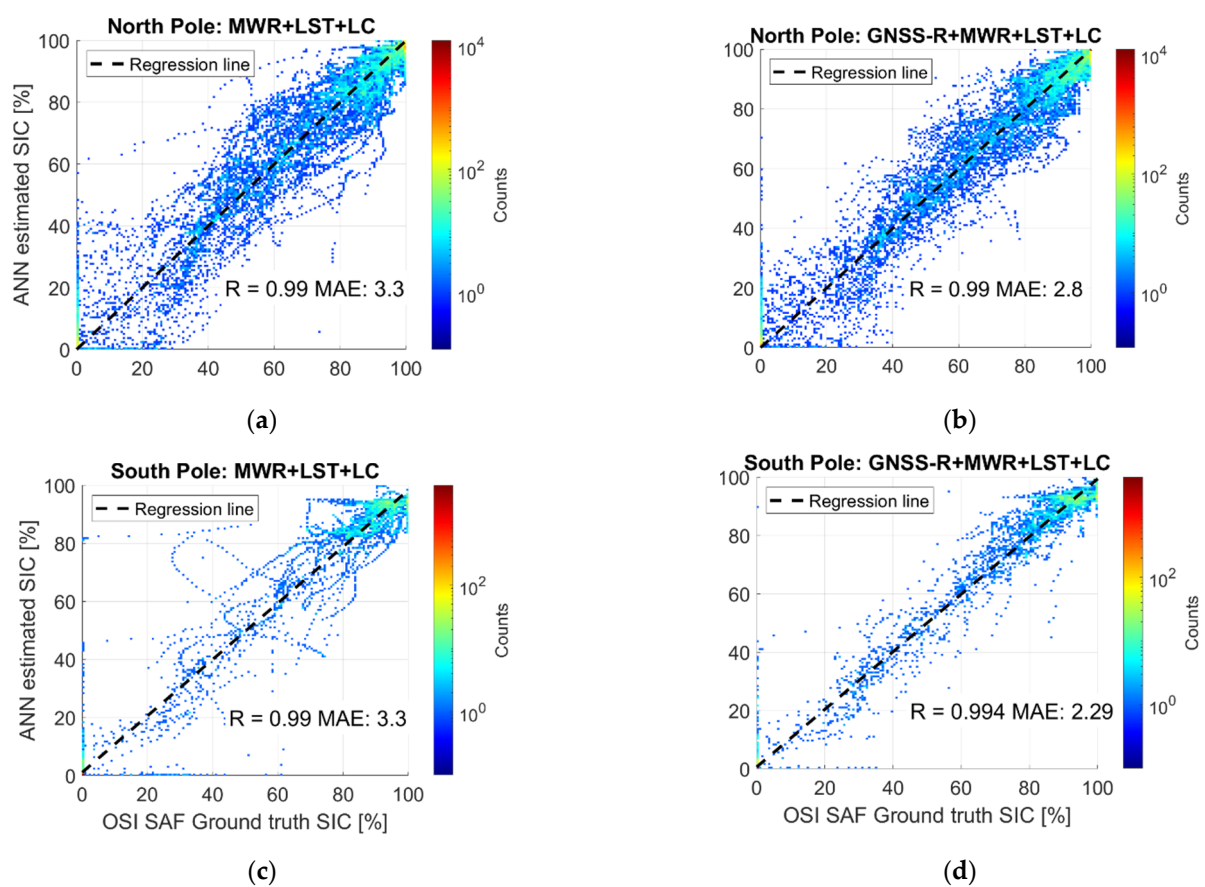 North Pole: MWR+LST+LC
Regression line
ANN estimated SIC [%]
100
80
60
40
20
0
0 20 40 60 80 100
R = 0.99 MAE: 3.3
10^4
10^2
10^0
Counts
(a)
North Pole: GNSS-R+MWR+LST+LC
Regression line
100
80
60
40
20
0
0 20 40 60 80 100
R = 0.99 MAE: 2.8
10^4
10^2
10^0
Counts
(b)
South Pole: MWR+LST+LC
Regression line
ANN estimated SIC [%]
100
80
60
40
20
0
0 20 40 60 80 100
OSI SAF Ground truth SIC [%]
R = 0.99 MAE: 3.3
10^2
10^0
Counts
(c)
South Pole: GNSS-R+MWR+LST+LC
Regression line
100
80
60
40
20
0
0 20 40 60 80 100
OSI SAF Ground truth SIC [%]
R = 0.994 MAE: 2.29
10^2
10^0
Counts
(d)